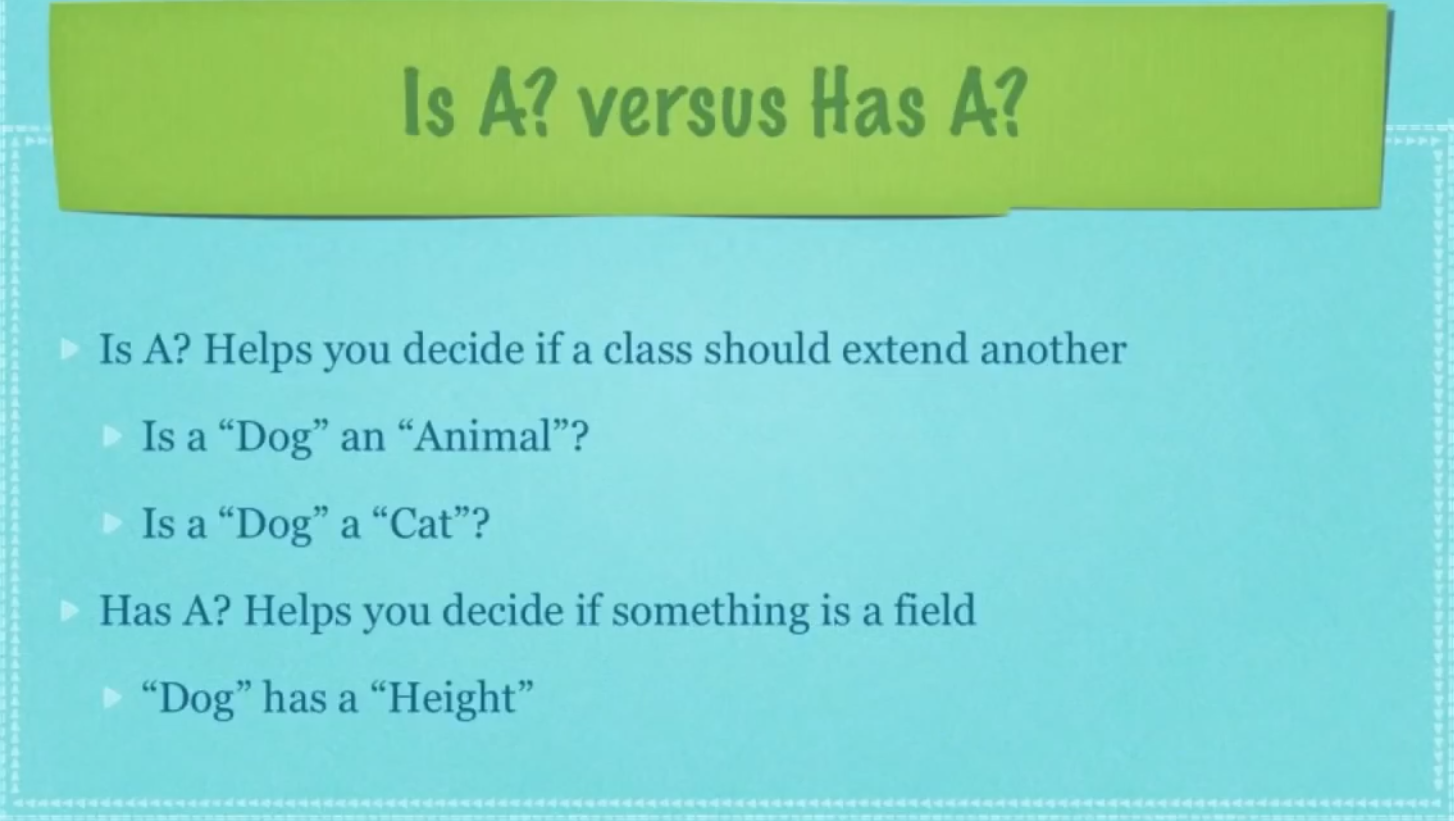 Is A? versus Has A?
Is A? Helps you decide if a class should extend another
Is a “Dog” an “Animal”?
Is a “Dog” a “Cat”?
Has A? Helps you decide if something is a field
“Dog” has a “Height”